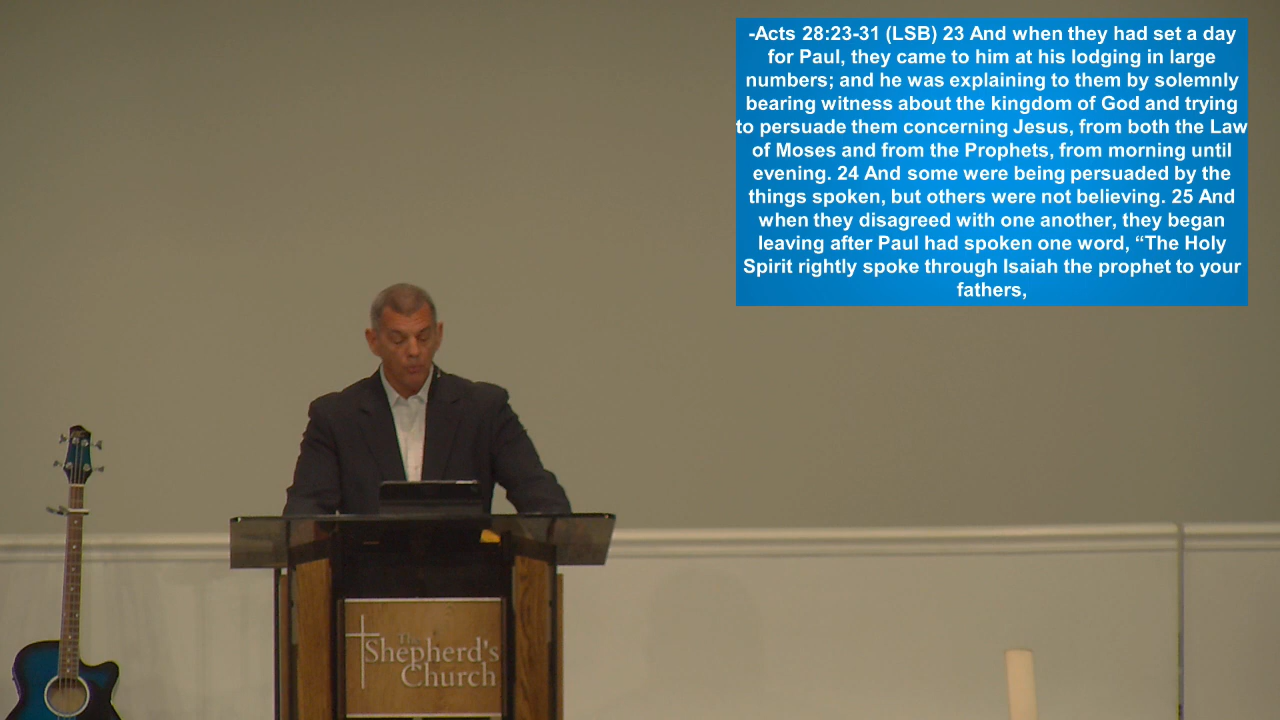 -Acts 28:23-31 (LSB) 23 And when they had set a day
for Paul, they came to him at his lodging in large
numbers; and he was explaining to them by solemnly
bearing witness about the kingdom of God and trying
to persuade them concerning Jesus, from both the Law
of Moses and from the Prophets, from morning until
evening. 24 And some were being persuaded by the
things spoken, but others were not believing. 25 And
when they disagreed with one another, they began
leaving after Paul had spoken one word, “The Holy
Spirit rightly spoke through Isaiah the prophet to your
fathers,
The
Shepherd's
Church